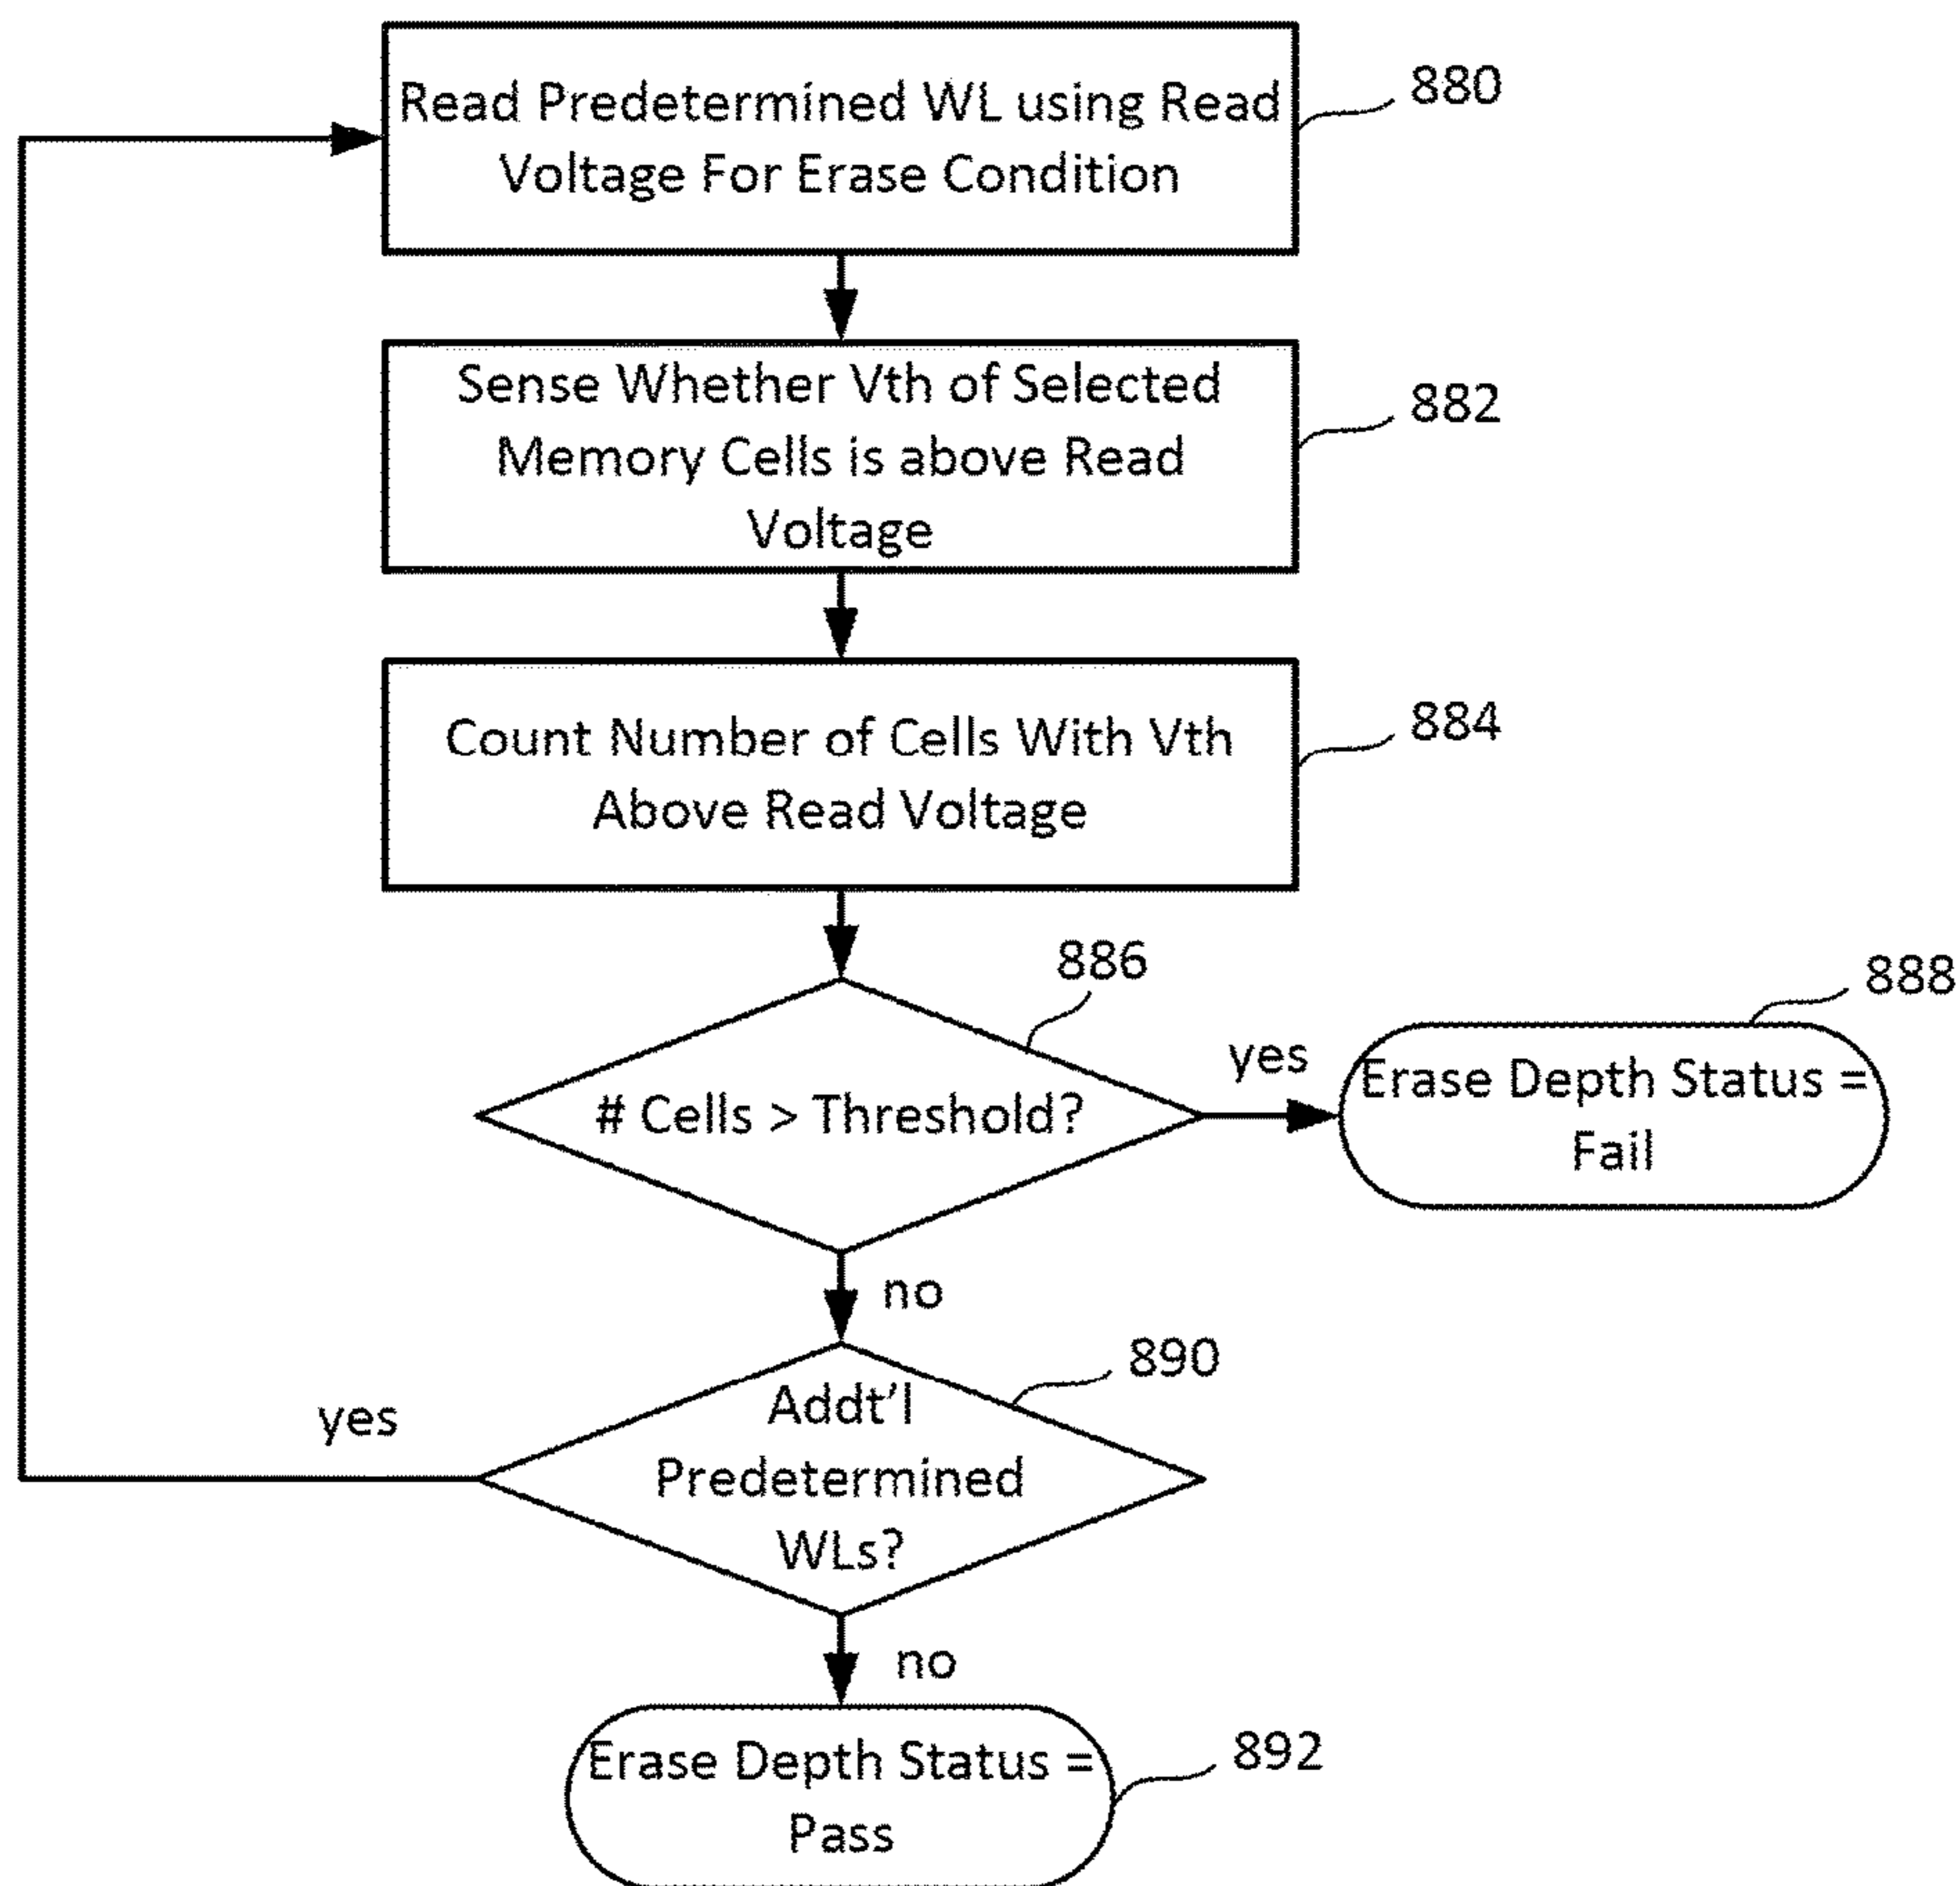 Read Predetermined WL using Read
Voltage For Erase Condition
880
Sense Whether Vth of Selected
Memory Cells is above Read
Voltage
882
Count Number of Cells With Vth
Above Read Voltage
884
886
# Cells > Threshold?
yes
888
Erase Depth Status =
Fail
no
890
Addt'l
Predetermined
WLs?
yes
no
Erase Depth Status =
Pass
892